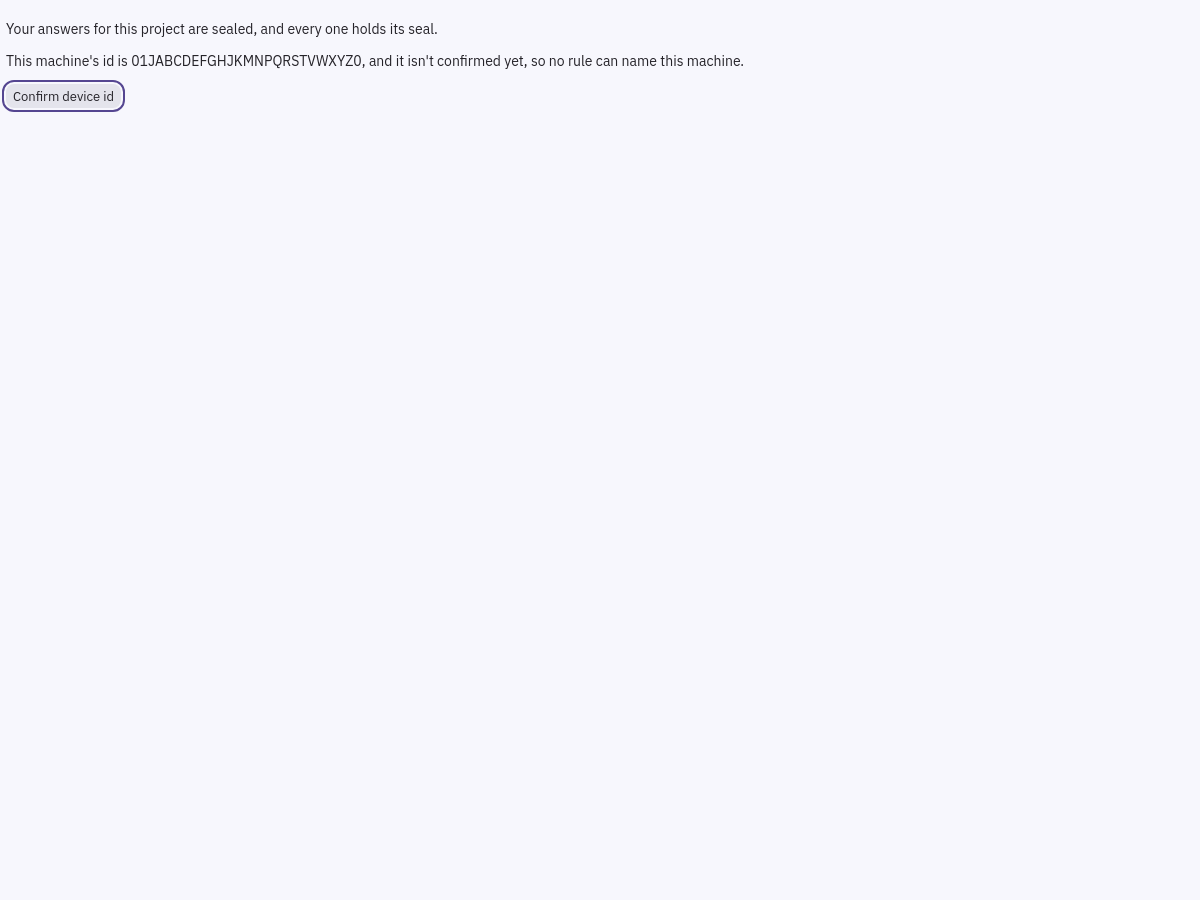 Your answers for this project are sealed, and every one holds its seal.
This machine's id is 01JABCDEFGHJKMNPQRSTVWXYZ0, and it isn't confirmed yet, so no rule can name this machine.
Confirm device id